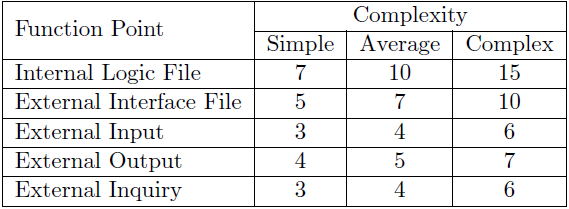 Function Point Complexity
Simple Average Complex
Internal Logic File 7 10 15
External Interface File 5 7 10
External Input 3 4 6
External Output 4 5 7
External Inquiry 3 4 6